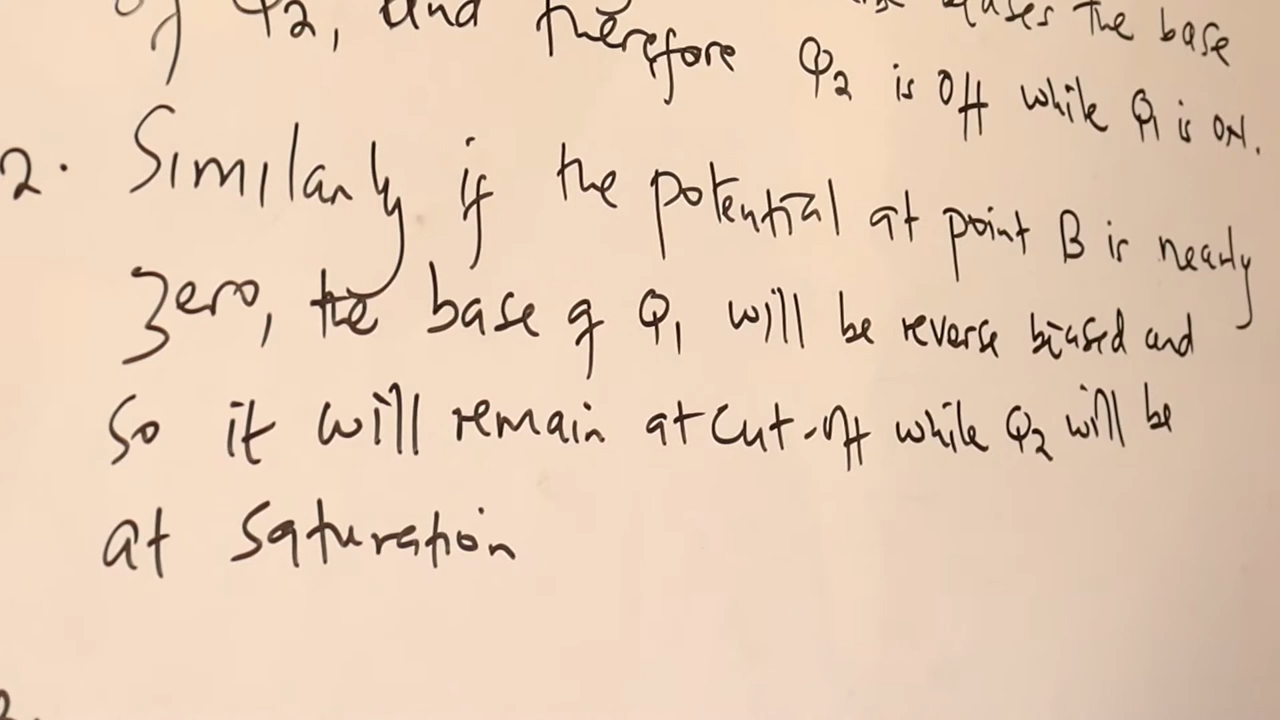 of Q2, and therefore Q2 is Off while Q1 is ON.
the base
2. Similarly if the potential at point B is nearly
zero, the base of Q1 will be reverse biased and
So it will remain at cut-off while Q2 will be
at saturation